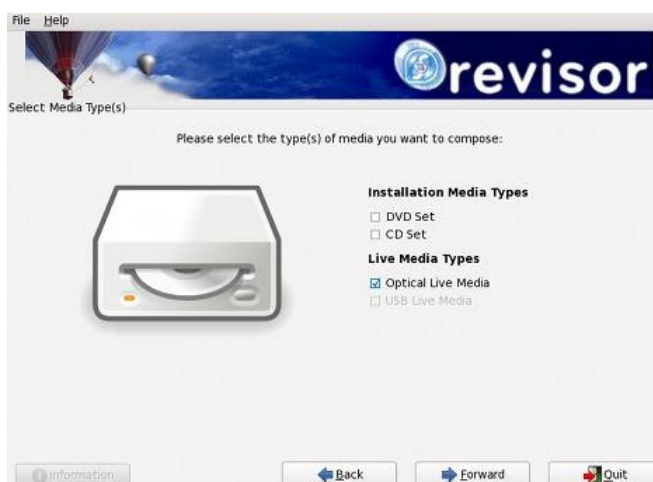 File Help
revisor
Select Media Type(s)
Please select the type(s) of media you want to compose:
Installation Media Types
DVD Set
CD Set
Live Media Types
Optical Live Media
USB Live Media
Information
Back
Forward
Quit